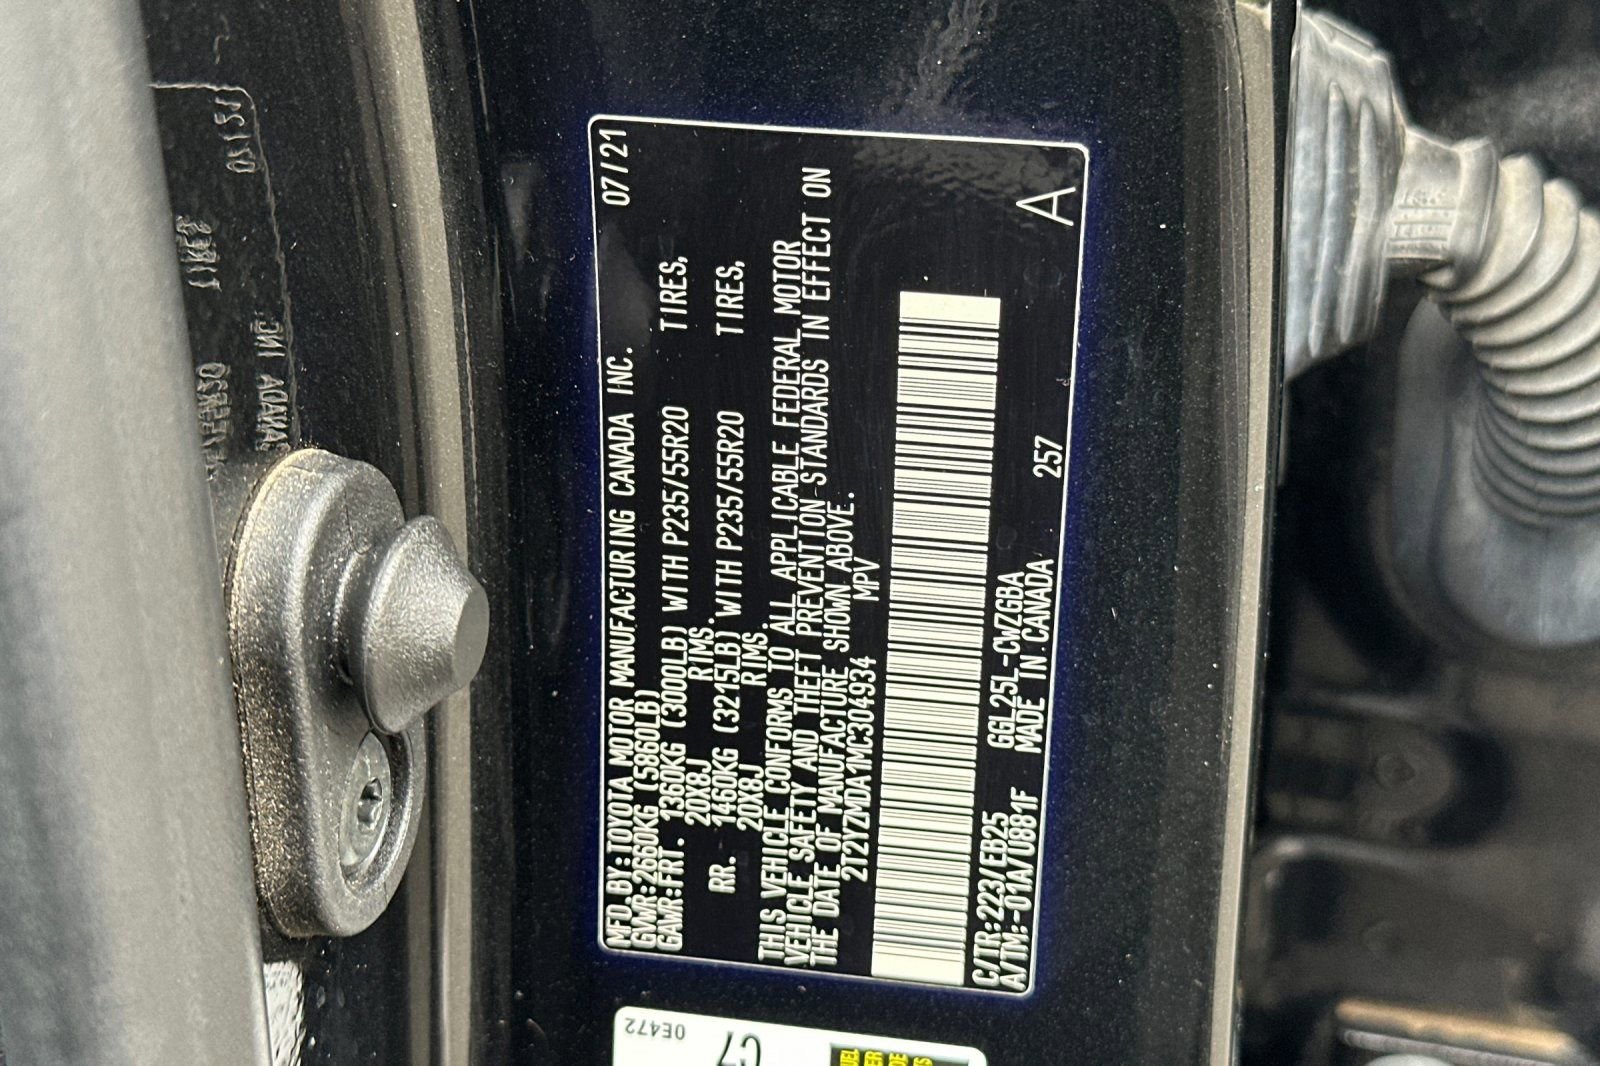 MFD.BY:TOYOTA MOTOR MANUFACTURING CANADA INC. 07/21
GVWR:2660KG (5860LB)
GAWR:FRT. 1360KG (3000LB) WITH P235/55R20 TIRES,
20X8J RIMS.
RR. 1460KG (3215LB) WITH P235/55R20 TIRES,
20X8J RIMS.
THIS VEHICLE CONFORMS TO ALL APPLICABLE FEDERAL MOTOR
VEHICLE SAFETY AND THEFT PREVENTION STANDARDS IN EFFECT ON
THE DATE OF MANUFACTURE SHOWN ABOVE.
2T2YZMDA1MC304934 MPV
A
C/TR:223/EB25 GGL25L-CWZGBA 257
A/TM:-01A/U881F MADE IN CANADA
0E472